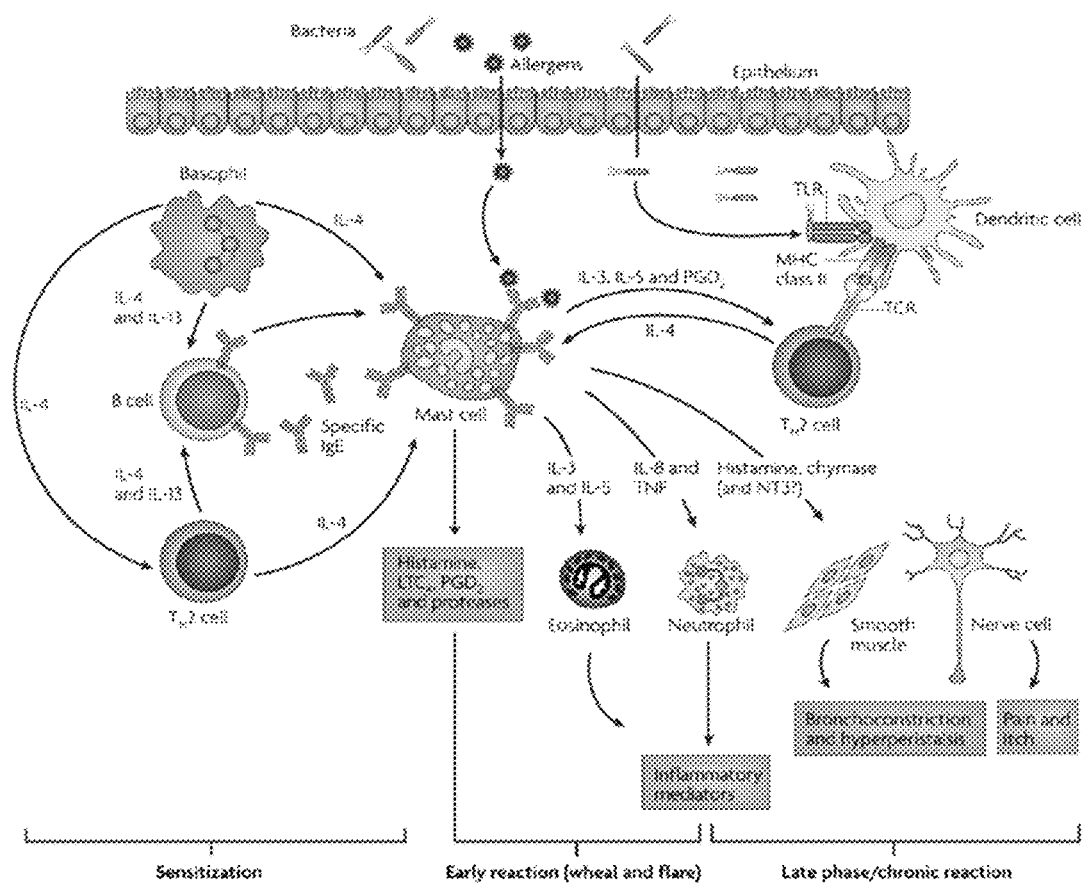 Bacteria
Allergens
Epithelium
Basophil
IL-4
TLR
Dendritic cell
MHC
class II
TCR
IL-4
and IL-13
IL-3, IL-5 and PGD₂
IL-4
IL-4
B cell
Specific
IgE
Mast cell
TH2 cell
IL-4
and IL-13
IL-4
IL-3
and IL-5
IL-8 and
TNF
Histamine, chymase
(and NT3?)
Histamine,
LTC₄, PGD₂
and proteases
TH2 cell
Eosinophil
Neutrophil
Smooth
muscle
Nerve cell
Bronchoconstriction
and hyperperistalsis
Pain and
itch
Inflammatory
mediators
Sensitization
Early reaction (wheal and flare)
Late phase/chronic reaction